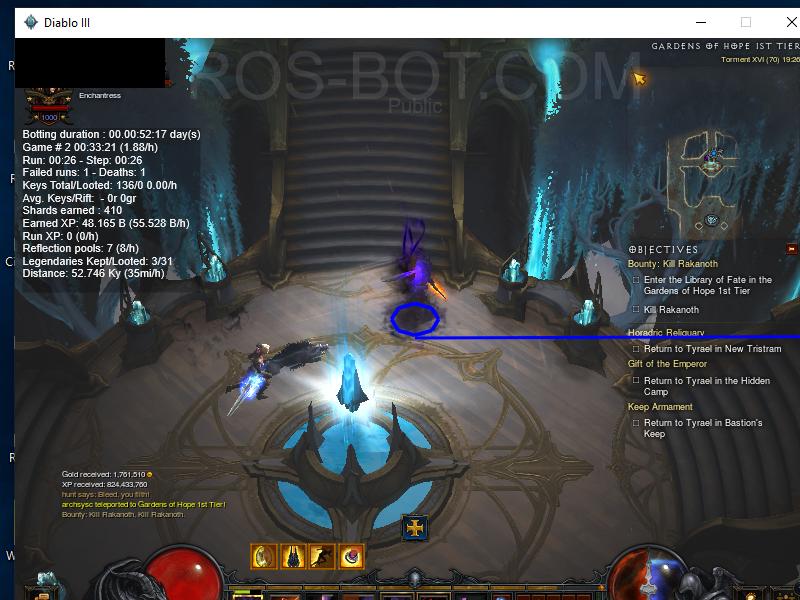 Diablo III
ROS-BOT.COM
Public
GARDENS OF HOPE 1ST TIER
Torment XVI (70) 19:26
Enchantress
1000
Botting duration : 00.00:52:17 day(s)
Game # 2 00:33:21 (1.88/h)
Run: 00:26 - Step: 00:26
Failed runs: 1 - Deaths: 1
Keys Total/Looted: 136/0 0.00/h
Avg. Keys/Rift: - 0r 0gr
Shards earned : 410
Earned XP: 48.165 B (55.528 B/h)
Run XP: 0 (0/h)
Reflection pools: 7 (8/h)
Legendaries Kept/Looted: 3/31
Distance: 52.746 Ky (35mi/h)
OBJECTIVES
Bounty: Kill Rakanoth
Enter the Library of Fate in the
Gardens of Hope 1st Tier
Kill Rakanoth
Horadric Reliquary
Return to Tyrael in New Tristram
Gift of the Emperor
Return to Tyrael in the Hidden
Camp
Keep Armament
Return to Tyrael in Bastion's
Keep
Gold received: 1,761,510
XP received: 824,433,760
hunt says: Bleed, you filth!
archsysc teleported to Gardens of Hope 1st Tier!
Bounty: Kill Rakanoth. Kill Rakanoth.